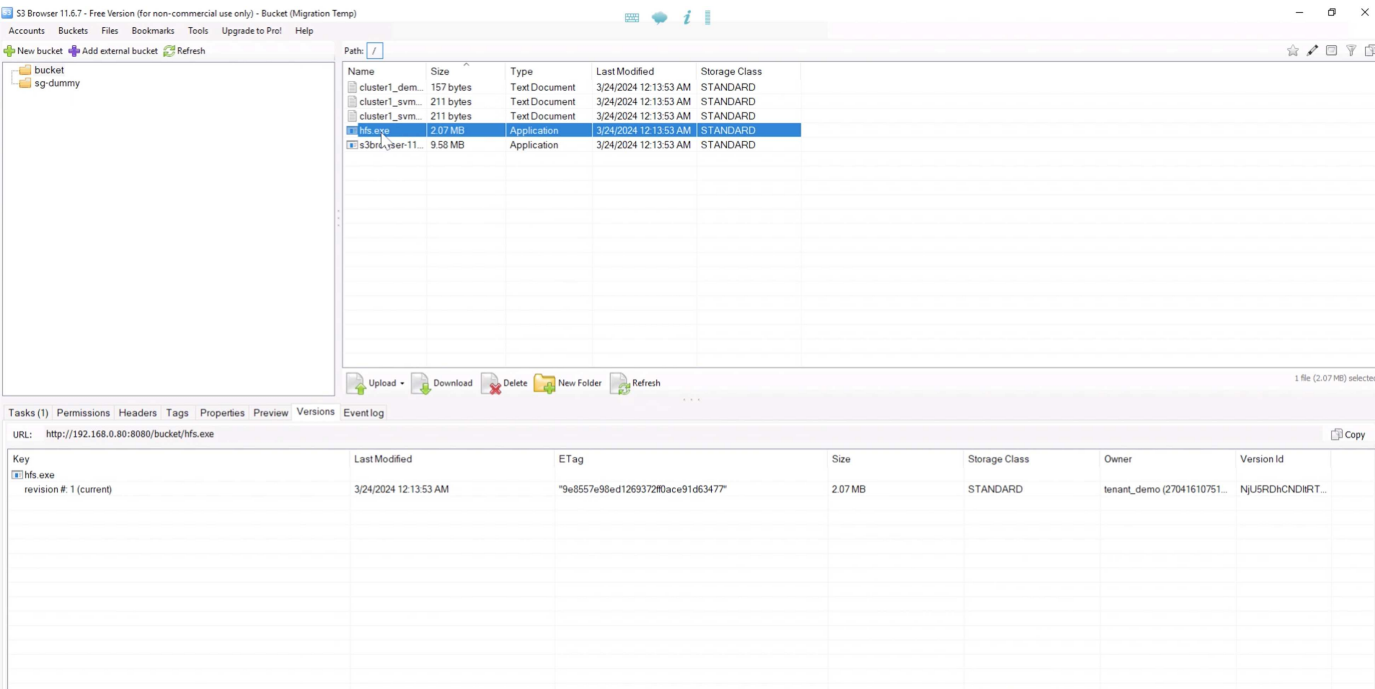 S3 Browser 11.6.7 - Free Version (for non-commercial use only) - Bucket (Migration Temp)
Accounts Buckets Files Bookmarks Tools Upgrade to Pro! Help
New bucket Add external bucket Refresh
Path: /
bucket
sg-dummy
Name Size Type Last Modified Storage Class
cluster1_dem... 157 bytes Text Document 3/24/2024 12:13:53 AM STANDARD
cluster1_svm... 211 bytes Text Document 3/24/2024 12:13:53 AM STANDARD
cluster1_svm... 211 bytes Text Document 3/24/2024 12:13:53 AM STANDARD
hfs.exe 2.07 MB Application 3/24/2024 12:13:53 AM STANDARD
s3browser-11... 9.58 MB Application 3/24/2024 12:13:53 AM STANDARD
Upload Download Delete New Folder Refresh
1 file (2.07 MB) selected
Tasks (1) Permissions Headers Tags Properties Preview Versions Event log
URL: http://192.168.0.80:8080/bucket/hfs.exe Copy
Key Last Modified ETag Size Storage Class Owner Version Id
hfs.exe
revision #: 1 (current) 3/24/2024 12:13:53 AM "9e8557e98ed1269372ff0ace91d63477" 2.07 MB STANDARD tenant_demo (27041610751...